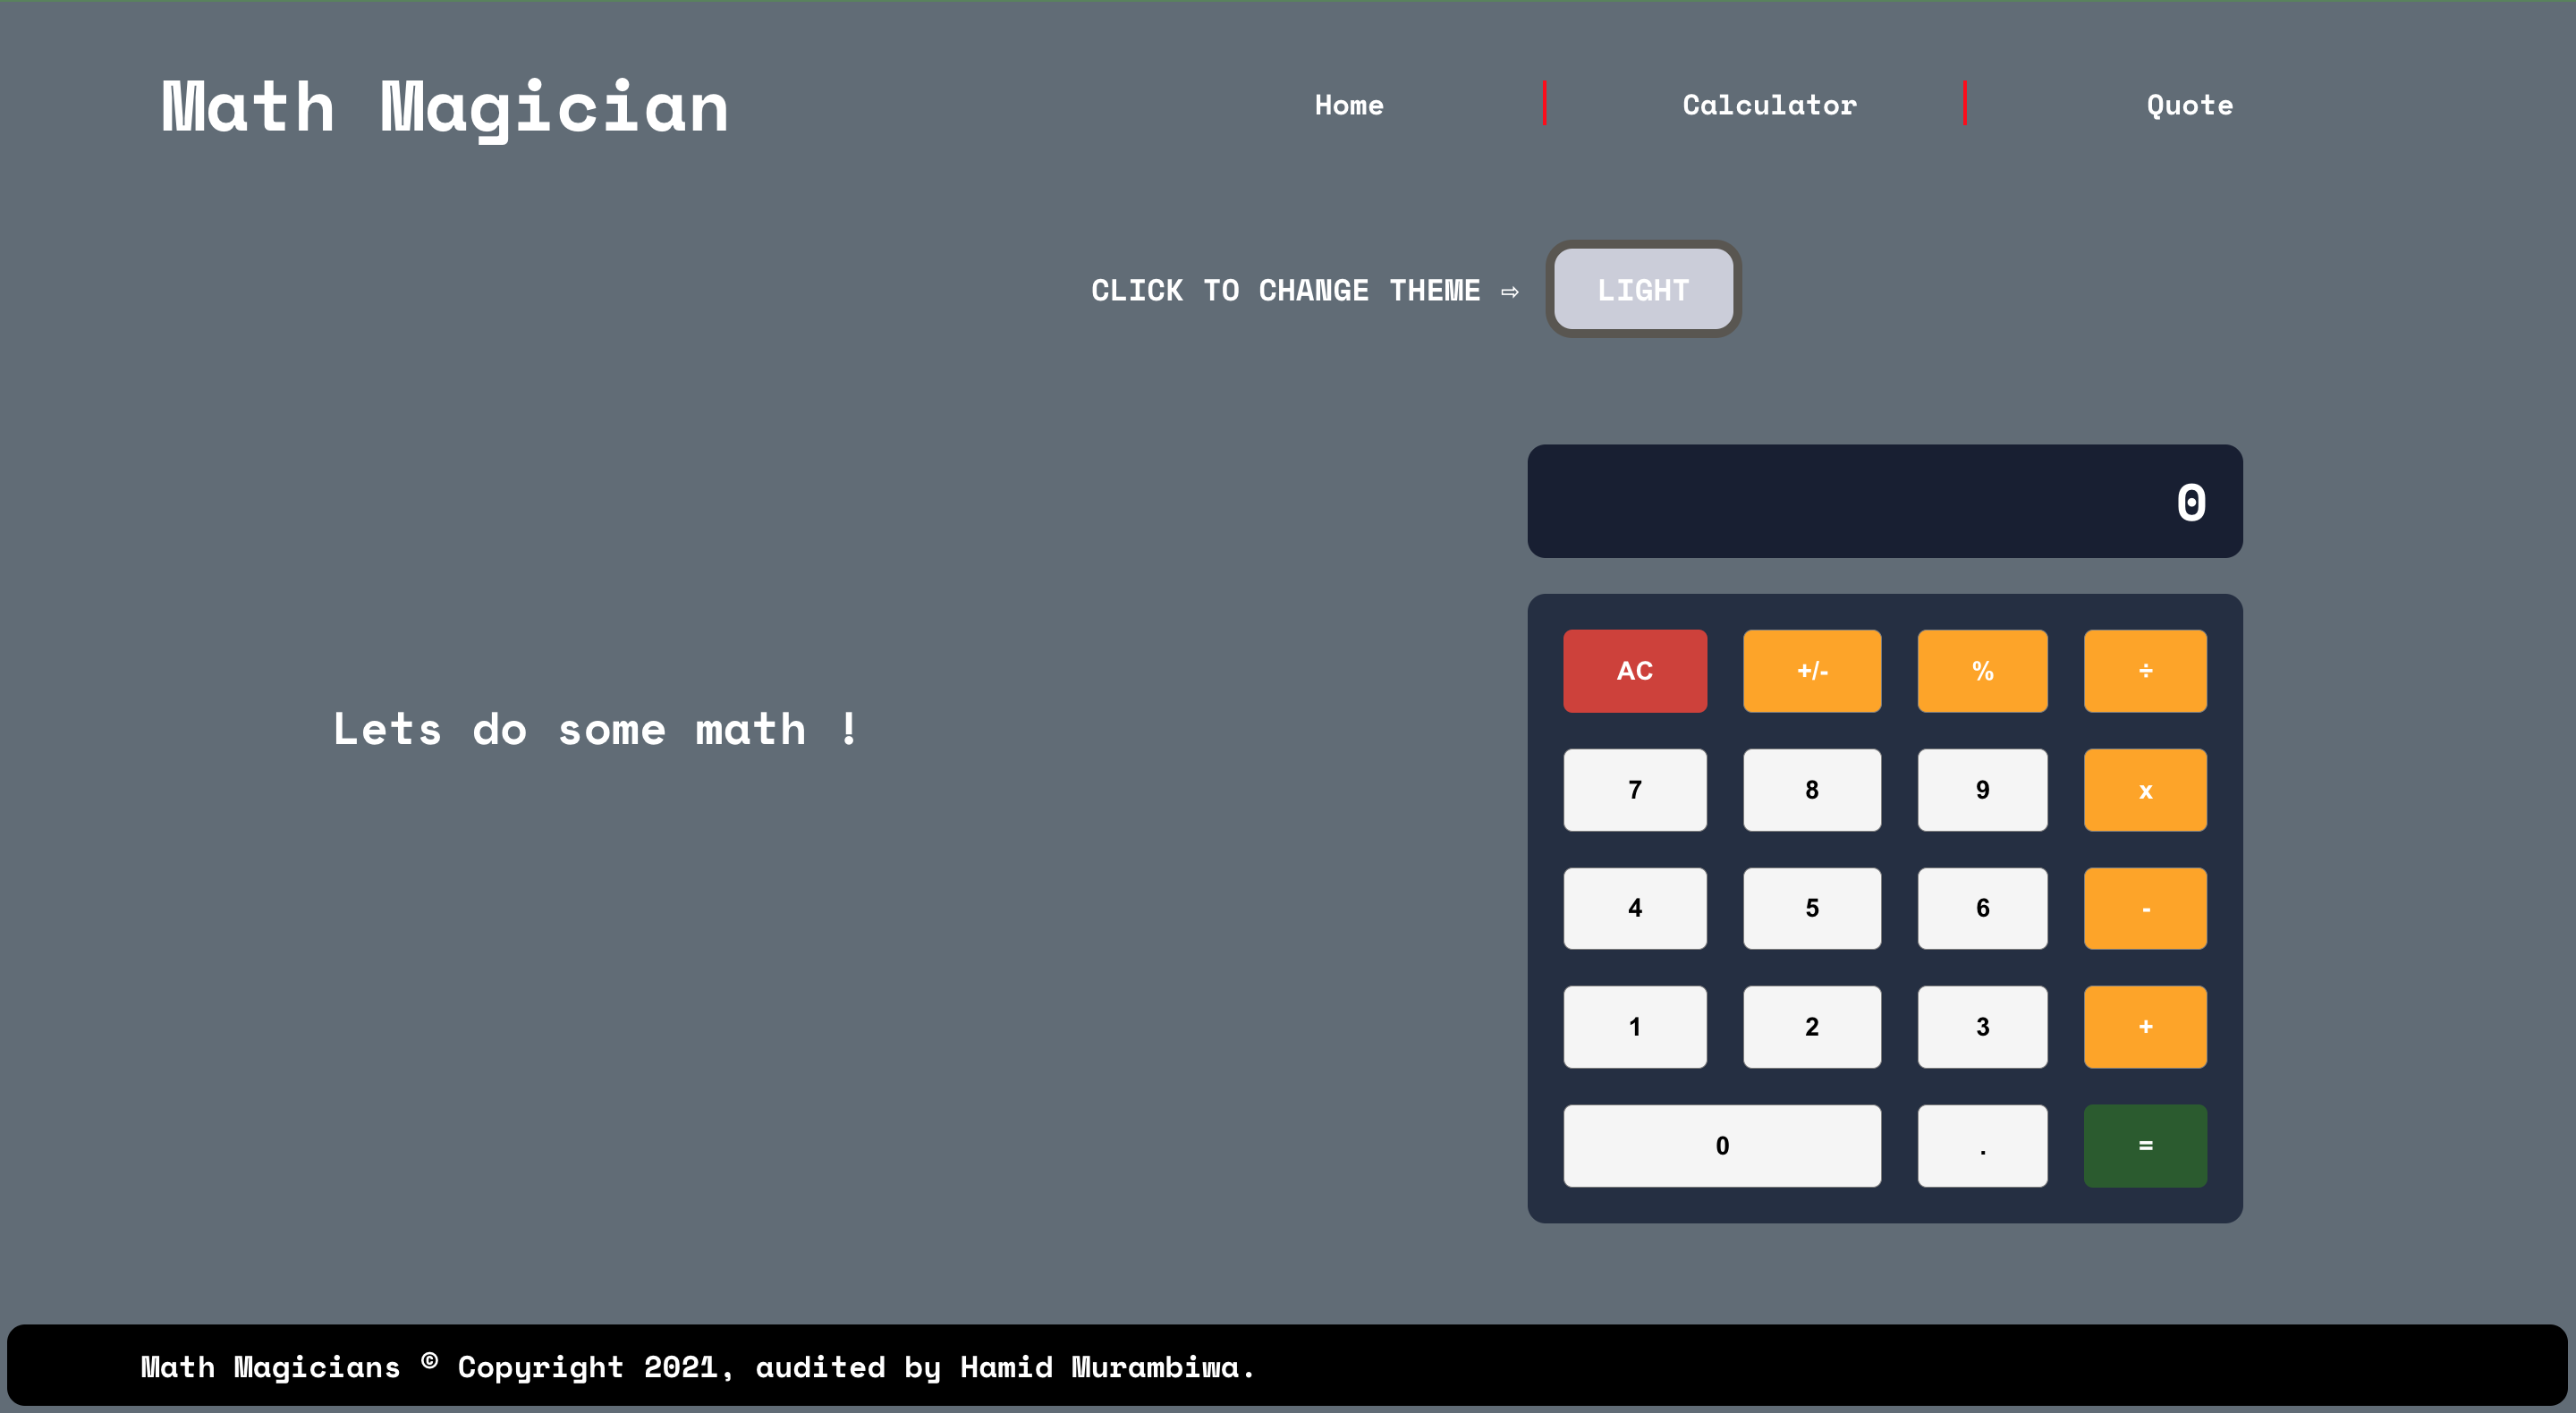 Math Magician
Home
Calculator
Quote
CLICK TO CHANGE THEME ⇨
LIGHT
0
AC +/- % ÷
Lets do some math !
7 8 9 x
4 5 6 -
1 2 3 +
0 . =
Math Magicians © Copyright 2021, audited by Hamid Murambiwa.